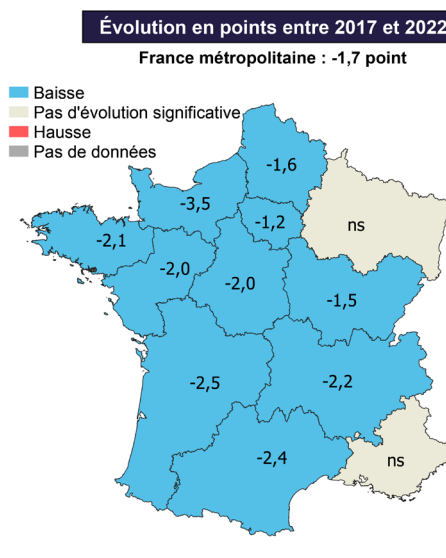 Évolution en points entre 2017 et 2022
France métropolitaine : -1,7 point
Baisse
Pas d'évolution significative
Hausse
Pas de données
-1,6
-3,5
-1,2
ns
-2,1
-2,0
-2,0
-1,5
-2,5
-2,2
-2,4
ns